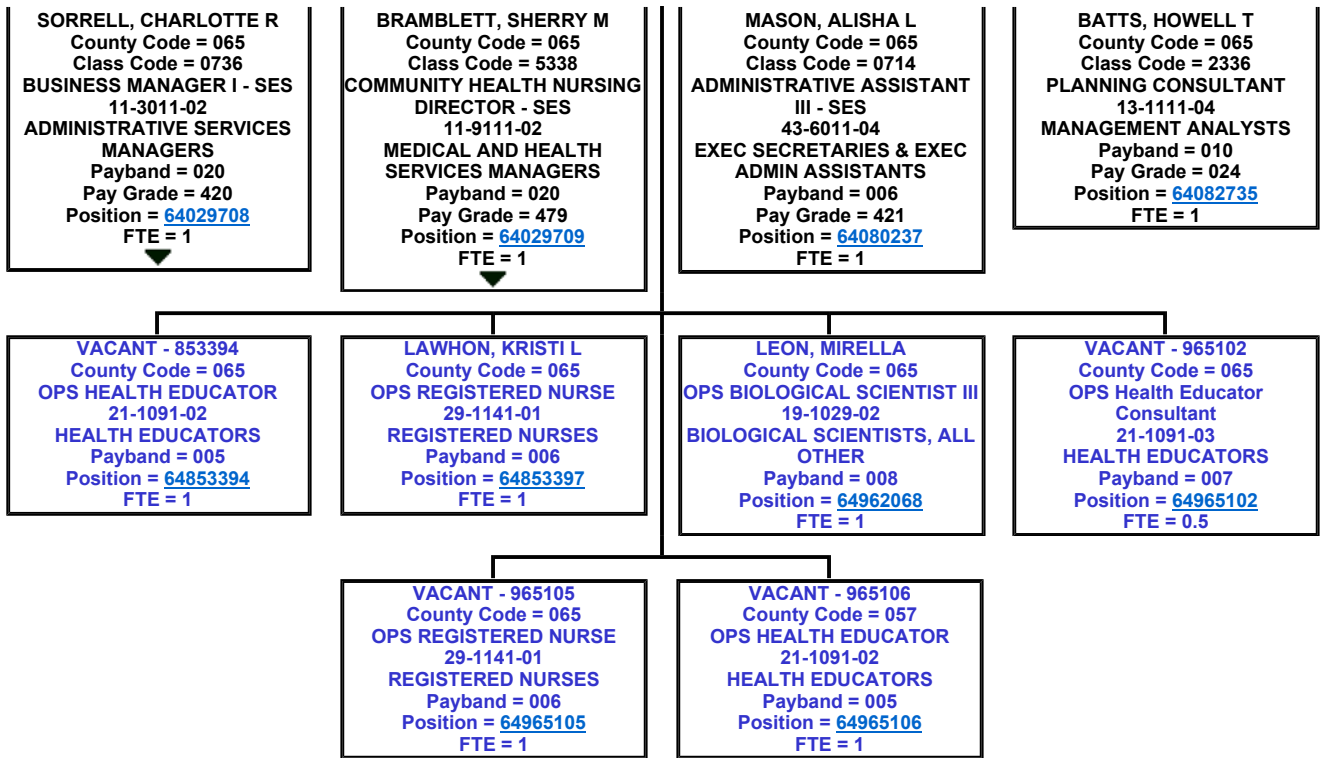 SORRELL, CHARLOTTE R
County Code = 065
Class Code = 0736
BUSINESS MANAGER I - SES
11-3011-02
ADMINISTRATIVE SERVICES
MANAGERS
Payband = 020
Pay Grade = 420
Position = 64029708
FTE = 1
BRAMBLETT, SHERRY M
County Code = 065
Class Code = 5338
COMMUNITY HEALTH NURSING
DIRECTOR - SES
11-9111-02
MEDICAL AND HEALTH
SERVICES MANAGERS
Payband = 020
Pay Grade = 479
Position = 64029709
FTE = 1
MASON, ALISHA L
County Code = 065
Class Code = 0714
ADMINISTRATIVE ASSISTANT
III - SES
43-6011-04
EXEC SECRETARIES & EXEC
ADMIN ASSISTANTS
Payband = 006
Pay Grade = 421
Position = 64080237
FTE = 1
BATTS, HOWELL T
County Code = 065
Class Code = 2336
PLANNING CONSULTANT
13-1111-04
MANAGEMENT ANALYSTS
Payband = 010
Pay Grade = 024
Position = 64082735
FTE = 1
VACANT - 853394
County Code = 065
OPS HEALTH EDUCATOR
21-1091-02
HEALTH EDUCATORS
Payband = 005
Position = 64853394
FTE = 1
LAWHON, KRISTI L
County Code = 065
OPS REGISTERED NURSE
29-1141-01
REGISTERED NURSES
Payband = 006
Position = 64853397
FTE = 1
LEON, MIRELLA
County Code = 065
OPS BIOLOGICAL SCIENTIST III
19-1029-02
BIOLOGICAL SCIENTISTS, ALL
OTHER
Payband = 008
Position = 64962068
FTE = 1
VACANT - 965102
County Code = 065
OPS Health Educator
Consultant
21-1091-03
HEALTH EDUCATORS
Payband = 007
Position = 64965102
FTE = 0.5
VACANT - 965105
County Code = 065
OPS REGISTERED NURSE
29-1141-01
REGISTERED NURSES
Payband = 006
Position = 64965105
FTE = 1
VACANT - 965106
County Code = 057
OPS HEALTH EDUCATOR
21-1091-02
HEALTH EDUCATORS
Payband = 005
Position = 64965106
FTE = 1